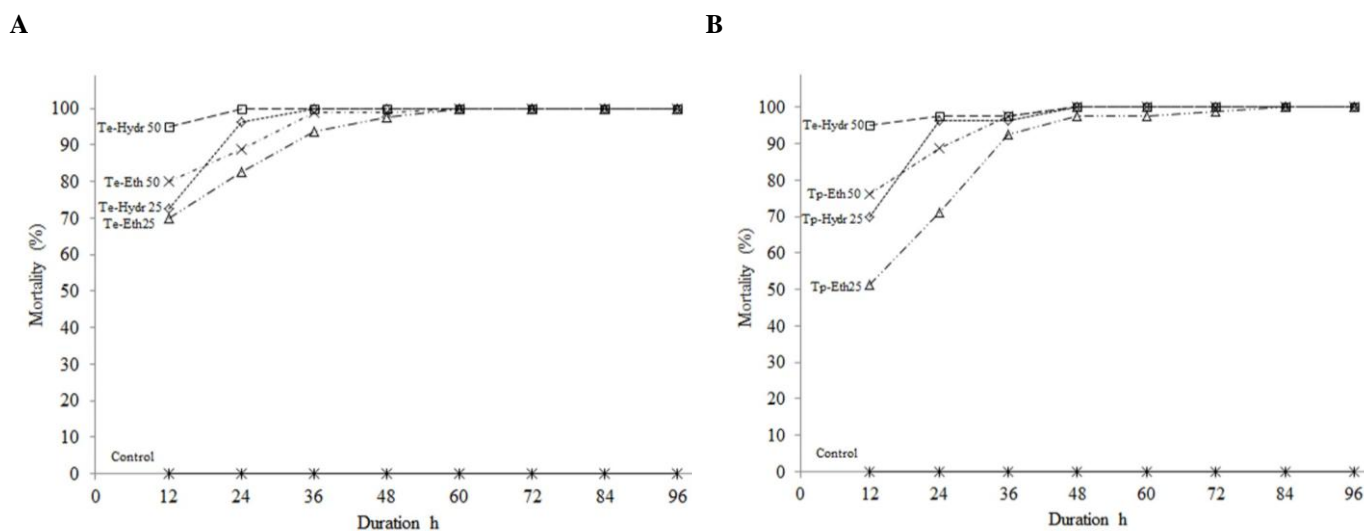 A
100
90
80
70
60
50
40
30
20
10
0
Mortality (%)
Te-Hydr 50
Te-Eth 50
Te-Hydr 25
Te-Eth25
Control
0 12 24 36 48 60 72 84 96
Duration h
B
100
90
80
70
60
50
40
30
20
10
0
Mortality (%)
Te-Hydr 50
Tp-Eth 50
Tp-Hydr 25
Tp-Eth25
Control
0 12 24 36 48 60 72 84 96
Duration h